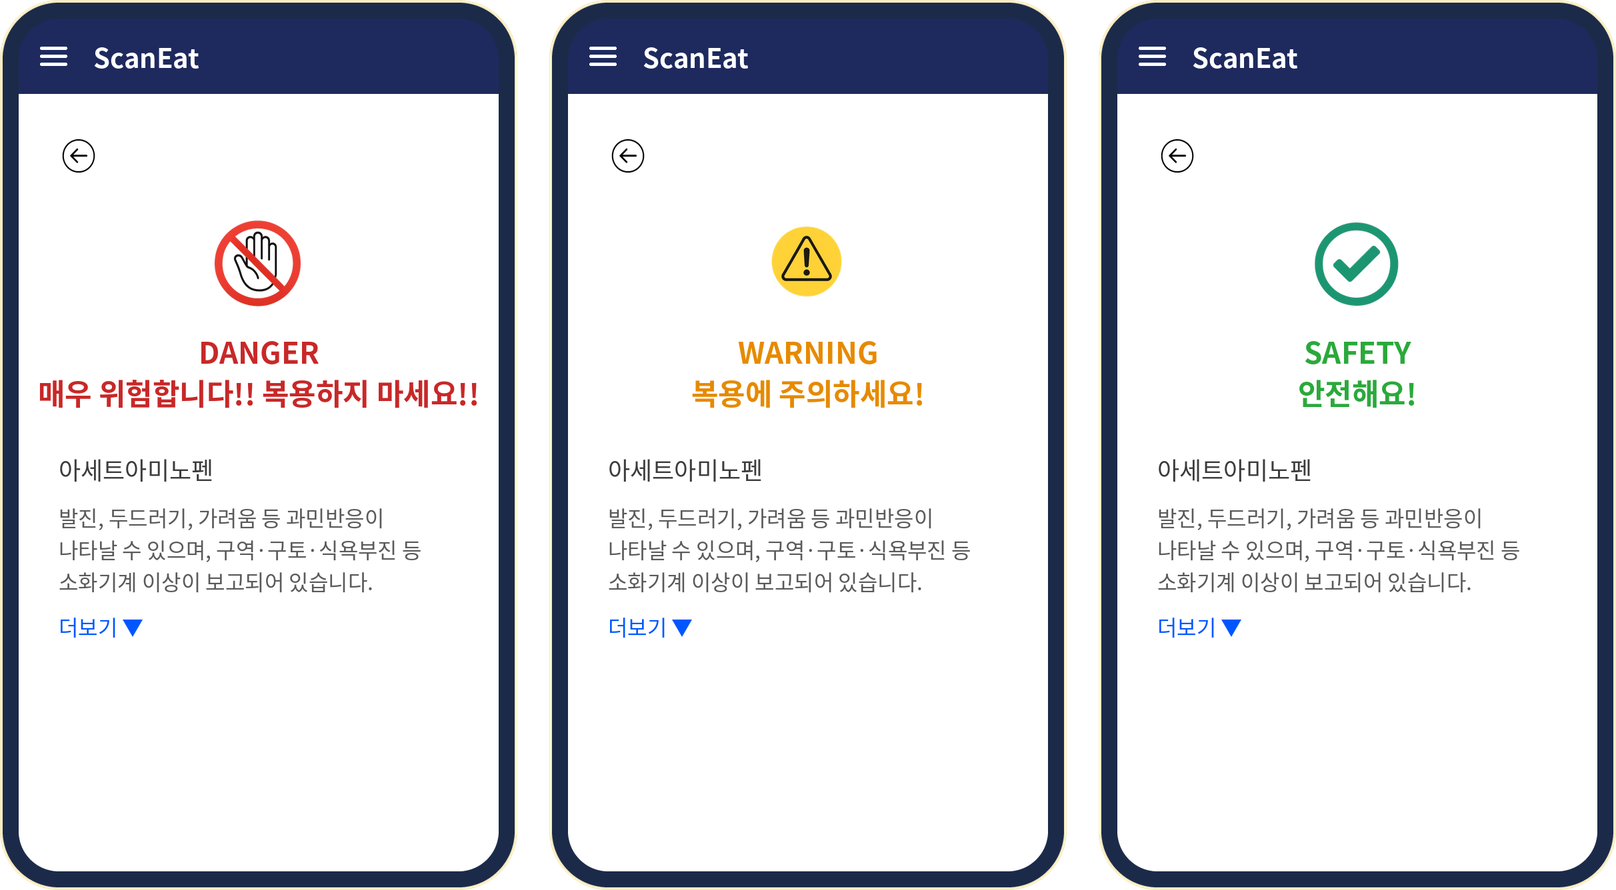 ScanEat
DANGER
매우 위험합니다!! 복용하지 마세요!!
아세트아미노펜
발진, 두드러기, 가려움 등 과민반응이
나타날 수 있으며, 구역·구토·식욕부진 등
소화기계 이상이 보고되어 있습니다.
더보기 ▼
ScanEat
WARNING
복용에 주의하세요!
아세트아미노펜
발진, 두드러기, 가려움 등 과민반응이
나타날 수 있으며, 구역·구토·식욕부진 등
소화기계 이상이 보고되어 있습니다.
더보기 ▼
ScanEat
SAFETY
안전해요!
아세트아미노펜
발진, 두드러기, 가려움 등 과민반응이
나타날 수 있으며, 구역·구토·식욕부진 등
소화기계 이상이 보고되어 있습니다.
더보기 ▼